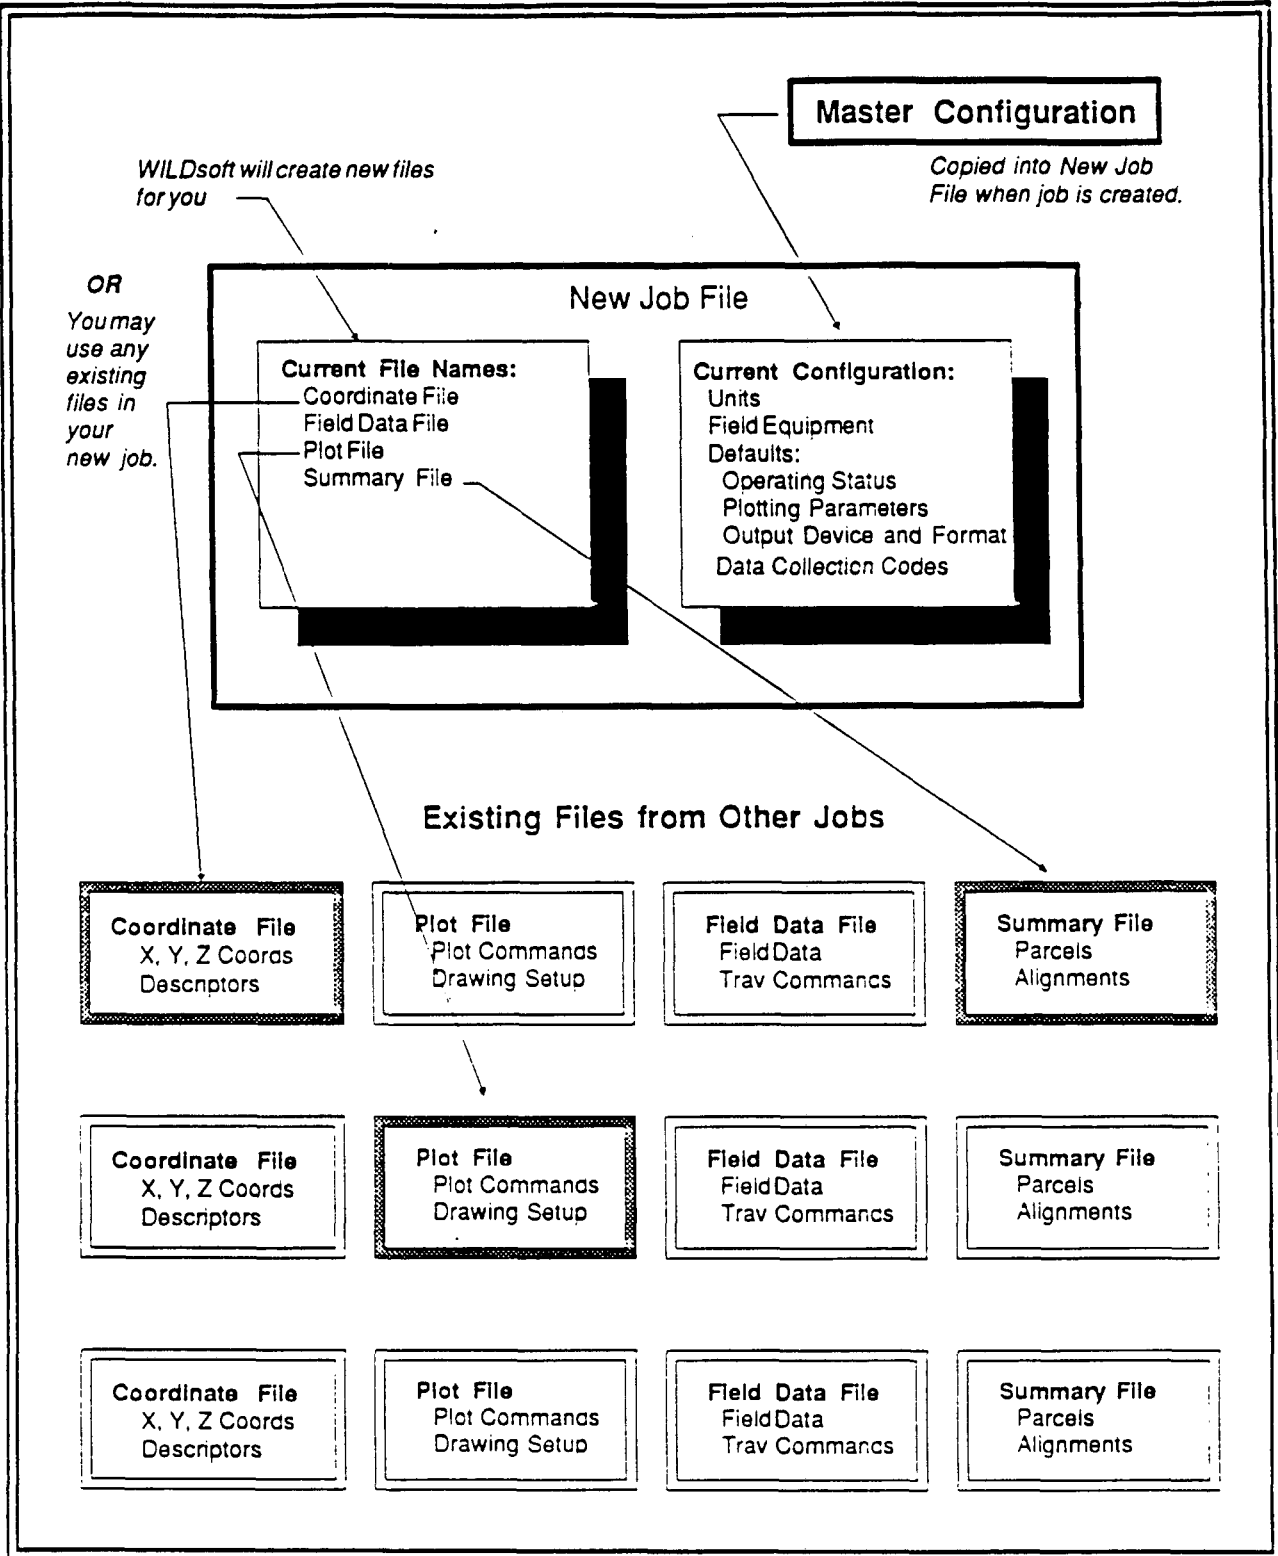 Master Configuration
Copied into New Job
File when job is created.
WILDsoft will create new files
for you
OR
You may
use any
existing
files in
your
new job.
New Job File
Current File Names:
Coordinate File
Field Data File
Plot File
Summary File
Current Configuration:
Units
Field Equipment
Defaults:
Operating Status
Plotting Parameters
Output Device and Format
Data Collection Codes
Existing Files from Other Jobs
Coordinate File
X, Y, Z Coords
Descriptors
Plot File
Plot Commands
Drawing Setup
Field Data File
Field Data
Trav Commands
Summary File
Parcels
Alignments
Coordinate File
X, Y, Z Coords
Descriptors
Plot File
Plot Commands
Drawing Setup
Field Data File
Field Data
Trav Commands
Summary File
Parcels
Alignments
Coordinate File
X, Y, Z Coords
Descriptors
Plot File
Plot Commands
Drawing Setup
Field Data File
Field Data
Trav Commands
Summary File
Parcels
Alignments